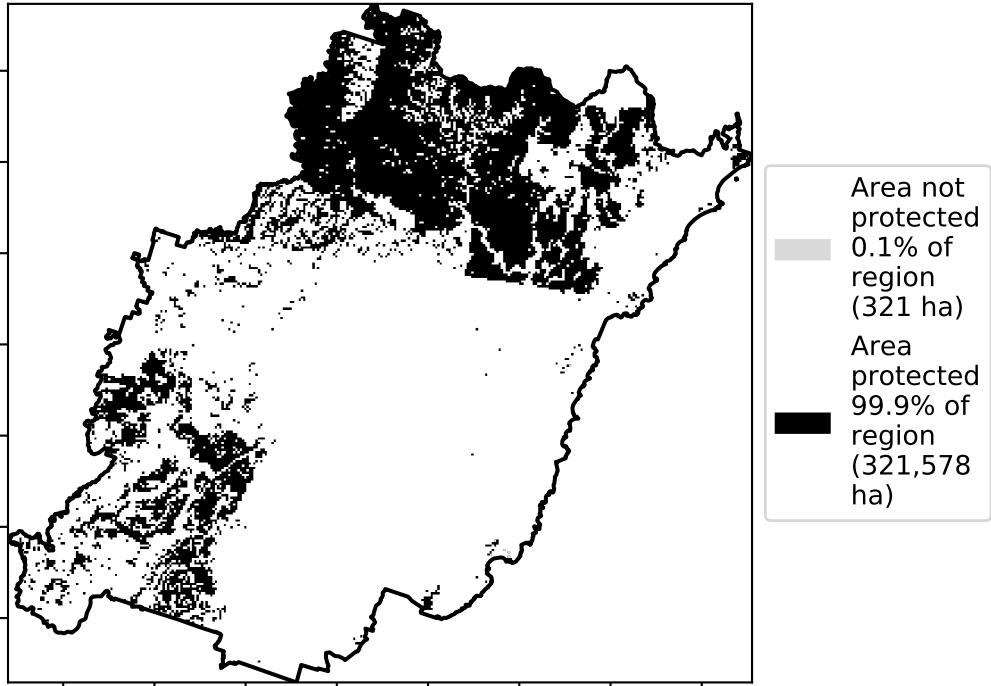 Area not
protected
0.1% of
region
(321 ha)
Area
protected
99.9% of
region
(321,578
ha)